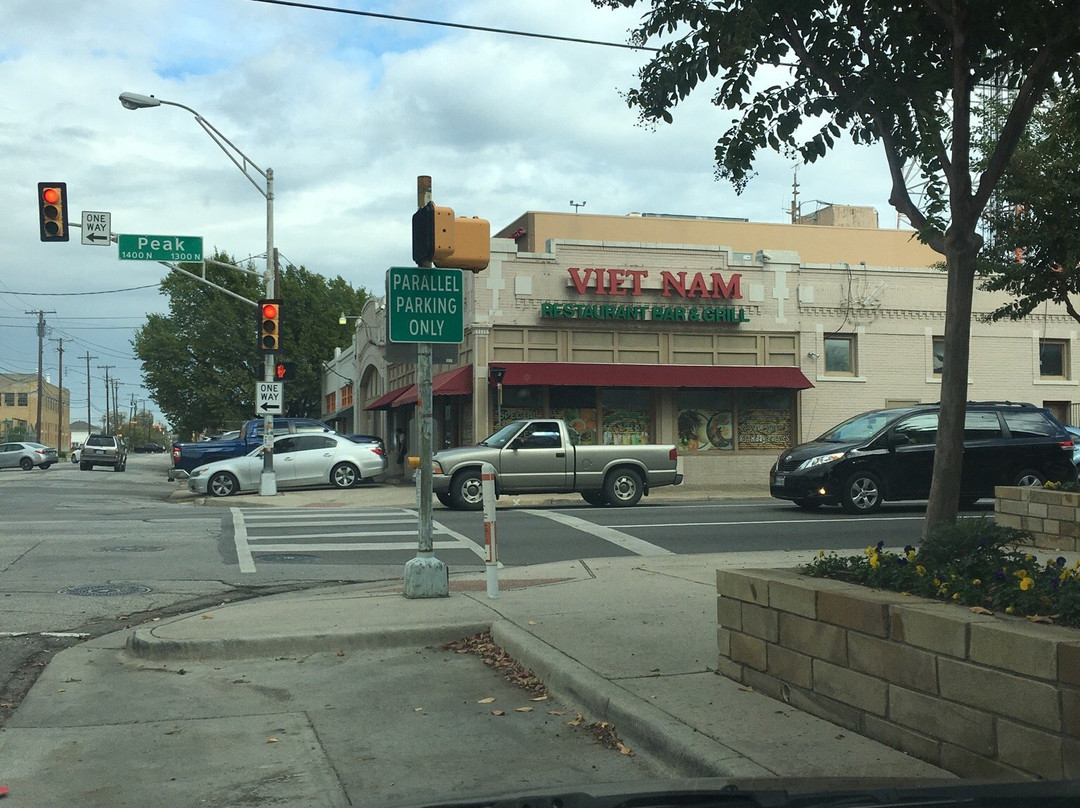 ONE
WAY
Peak
1400 N 1300 N
PARALLEL
PARKING
ONLY
VIET NAM
RESTAURANT BAR & GRILL
ONE
WAY